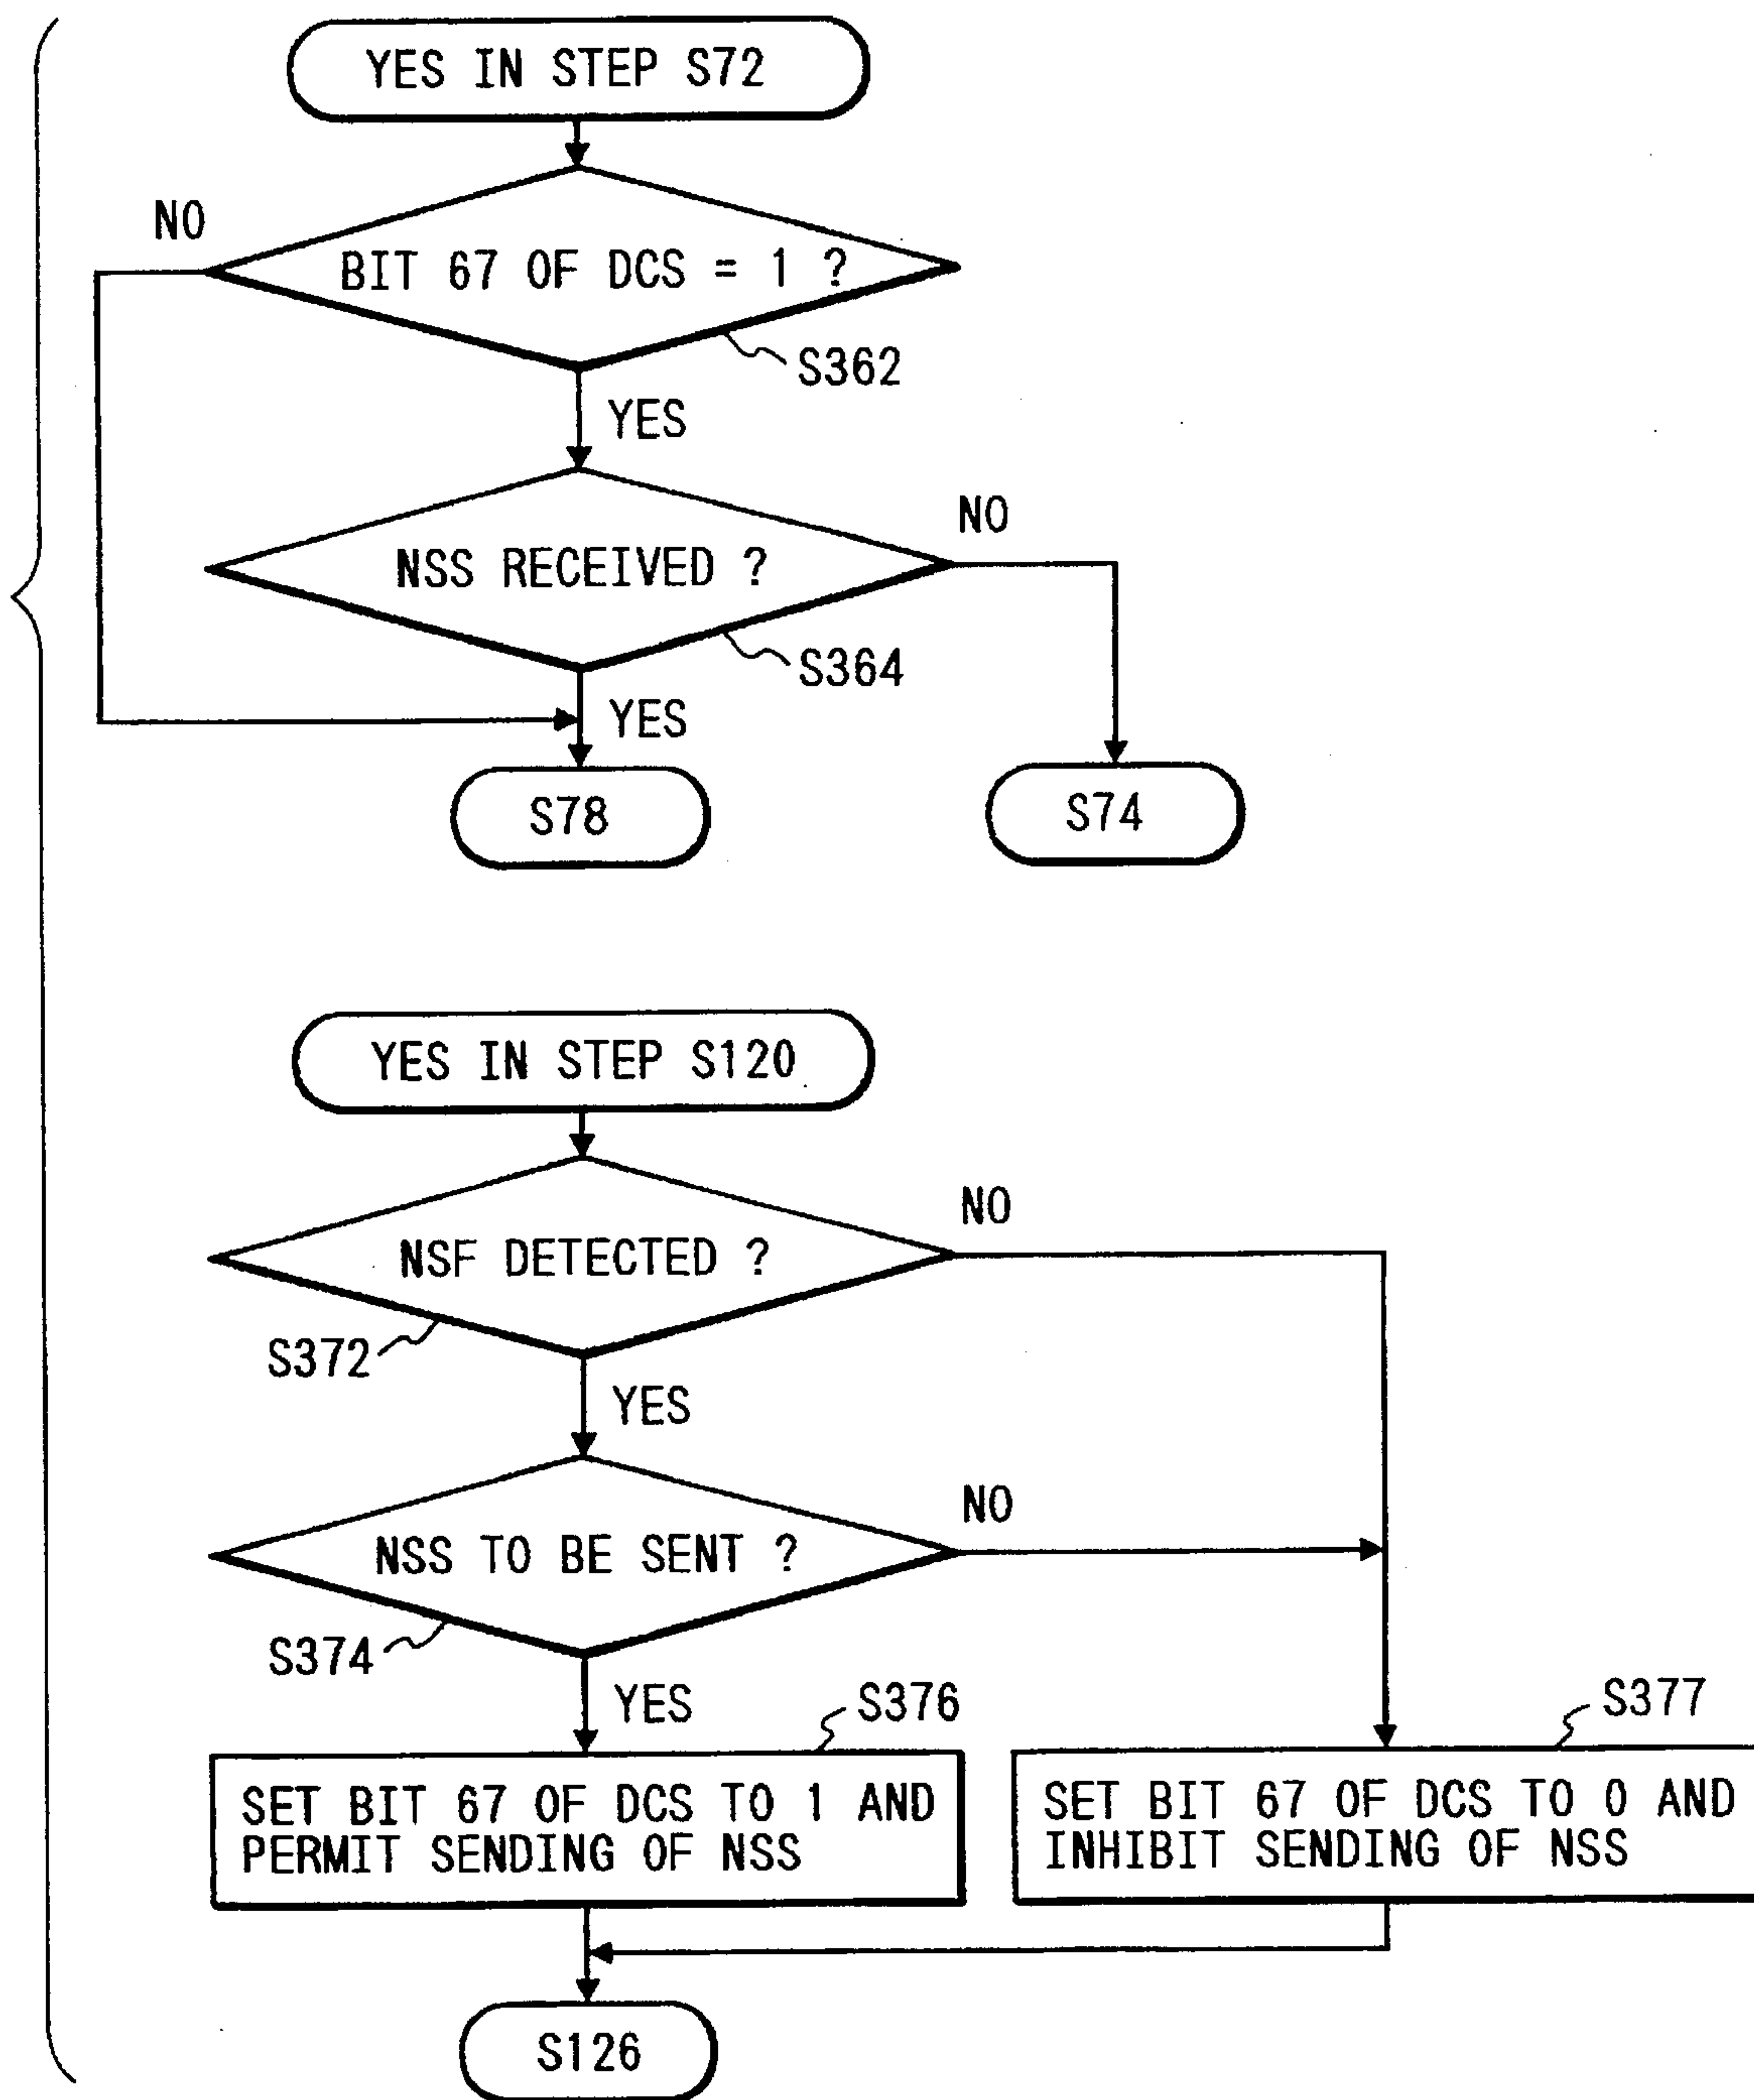 YES IN STEP S72
NO
BIT 67 OF DCS = 1 ?
S362
YES
NO
NSS RECEIVED ?
S364
YES
S78
S74
YES IN STEP S120
NO
NSF DETECTED ?
S372
YES
NO
NSS TO BE SENT ?
S374
YES
S376
S377
SET BIT 67 OF DCS TO 1 AND
PERMIT SENDING OF NSS
SET BIT 67 OF DCS TO 0 AND
INHIBIT SENDING OF NSS
S126